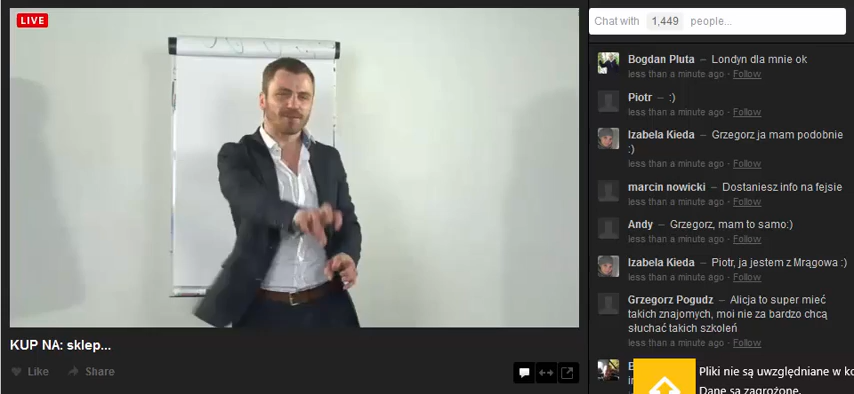 LIVE
KUP NA: sklep...
Like
Share
Chat with 1,449 people...
Bogdan Pluta – Londyn dla mnie ok
less than a minute ago · Follow
Piotr – :)
less than a minute ago · Follow
Izabela Kieda – Grzegorz ja mam podobnie
:)
less than a minute ago · Follow
marcin nowicki – Dostaniesz info na fejsie
less than a minute ago · Follow
Andy – Grzegorz, mam to samo:)
less than a minute ago · Follow
Izabela Kieda – Piotr, ja jestem z Mrągowa :)
less than a minute ago · Follow
Grzegorz Pogudz – Alicja to super mieć
takich znajomych, moi nie za bardzo chcą
słuchać takich szkoleń
less than a minute ago · Follow
Pliki nie są uwzględniane w
Dane są zagrożone.